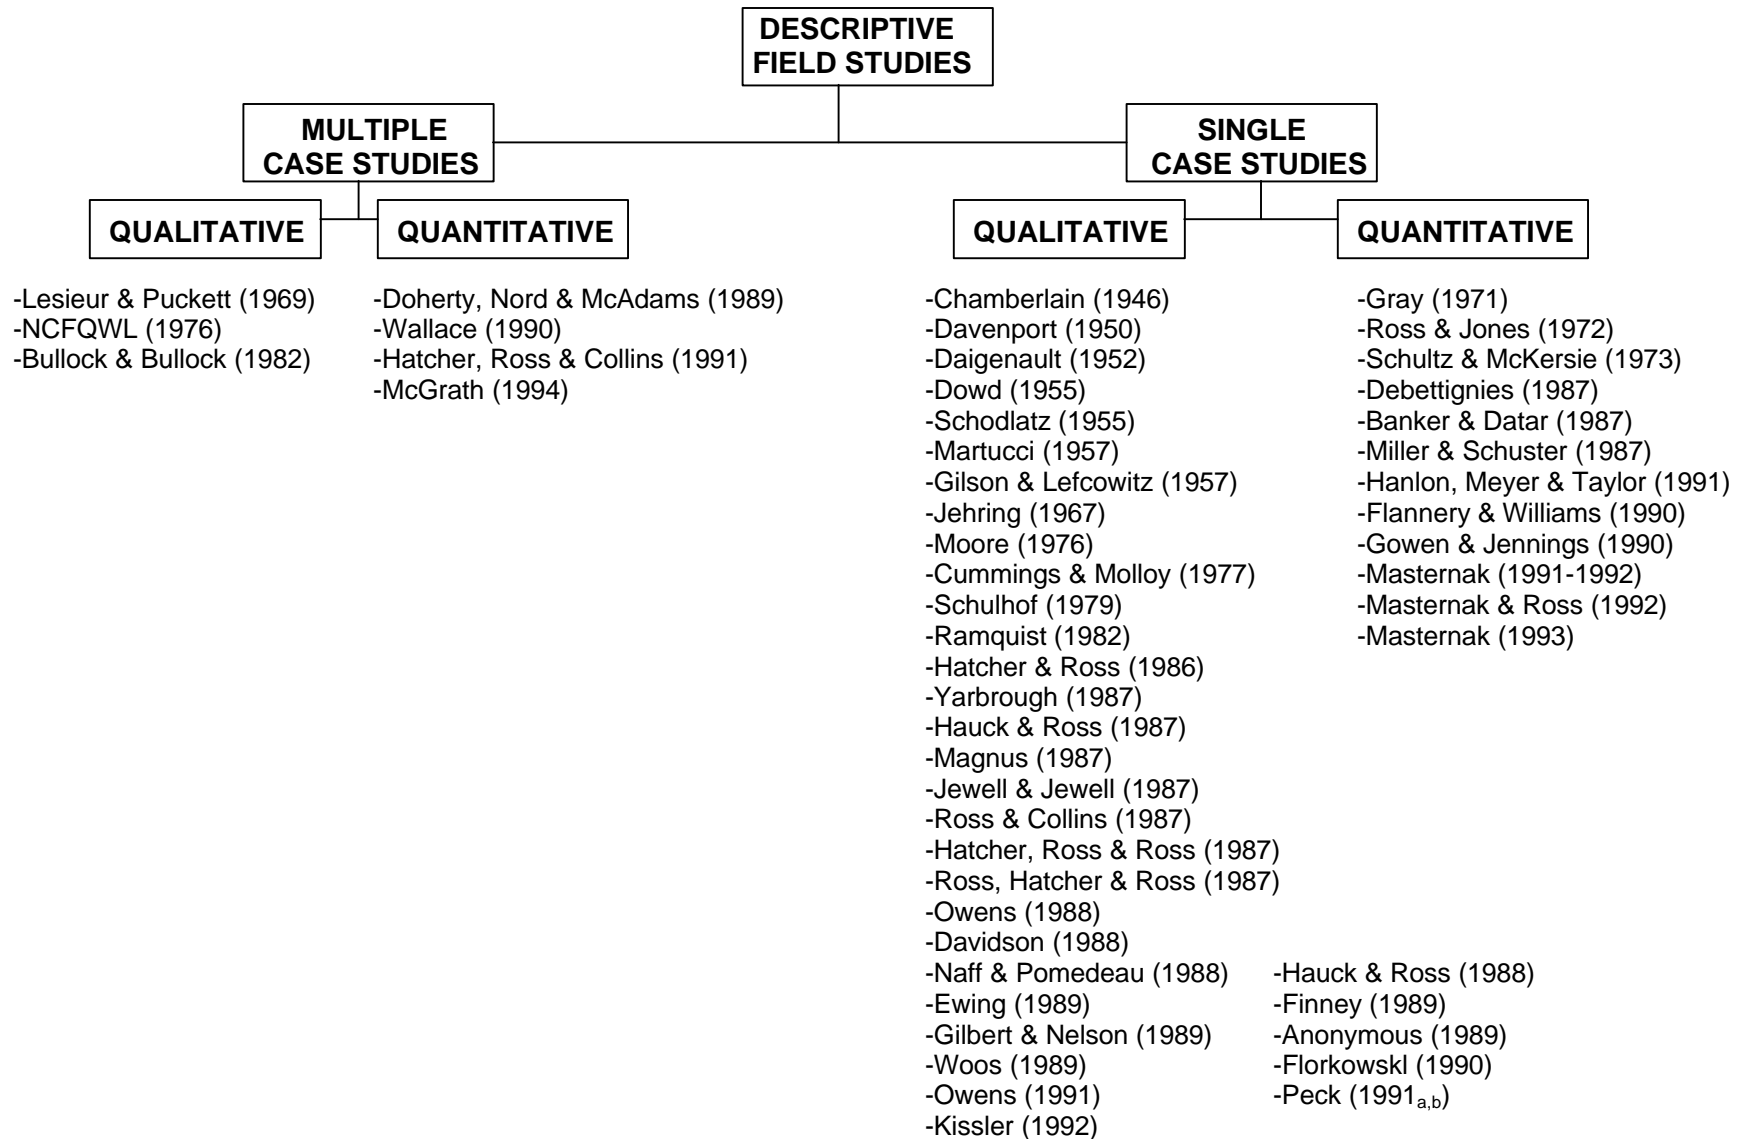 DESCRIPTIVE
FIELD STUDIES
MULTIPLE
CASE STUDIES
SINGLE
CASE STUDIES
QUALITATIVE
QUANTITATIVE
QUALITATIVE
QUANTITATIVE
-Lesieur & Puckett (1969)
-NCFQWL (1976)
-Bullock & Bullock (1982)
-Doherty, Nord & McAdams (1989)
-Wallace (1990)
-Hatcher, Ross & Collins (1991)
-McGrath (1994)
-Chamberlain (1946)
-Davenport (1950)
-Daigenault (1952)
-Dowd (1955)
-Schodlatz (1955)
-Martucci (1957)
-Gilson & Lefcowitz (1957)
-Jehring (1967)
-Moore (1976)
-Cummings & Molloy (1977)
-Schulhof (1979)
-Ramquist (1982)
-Hatcher & Ross (1986)
-Yarbrough (1987)
-Hauck & Ross (1987)
-Magnus (1987)
-Jewell & Jewell (1987)
-Ross & Collins (1987)
-Hatcher, Ross & Ross (1987)
-Ross, Hatcher & Ross (1987)
-Owens (1988)
-Davidson (1988)
-Naff & Pomedeau (1988)
-Ewing (1989)
-Gilbert & Nelson (1989)
-Woos (1989)
-Owens (1991)
-Kissler (1992)
-Hauck & Ross (1988)
-Finney (1989)
-Anonymous (1989)
-Florkowskl (1990)
-Peck (1991a,b)
-Gray (1971)
-Ross & Jones (1972)
-Schultz & McKersie (1973)
-Debettignies (1987)
-Banker & Datar (1987)
-Miller & Schuster (1987)
-Hanlon, Meyer & Taylor (1991)
-Flannery & Williams (1990)
-Gowen & Jennings (1990)
-Masternak (1991-1992)
-Masternak & Ross (1992)
-Masternak (1993)